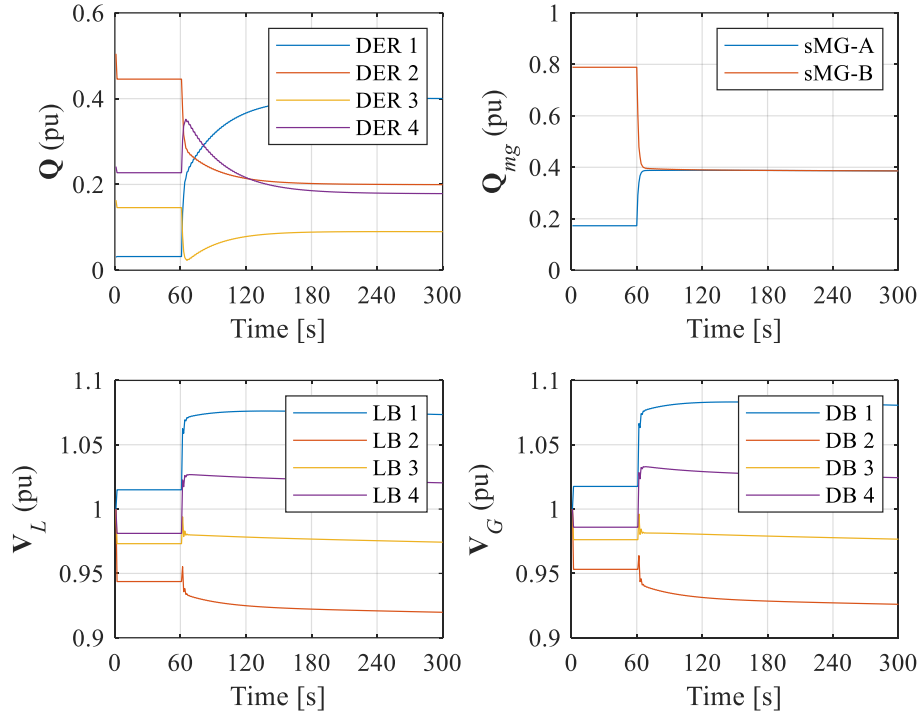 0.6
0.4
0.2
0
Q (pu)
DER 1
DER 2
DER 3
DER 4
0 60 120 180 240 300
Time [s]
1
0.8
0.6
0.4
0.2
0
Q_mg (pu)
sMG-A
sMG-B
0 60 120 180 240 300
Time [s]
1.1
1.05
1
0.95
0.9
V_L (pu)
LB 1
LB 2
LB 3
LB 4
0 60 120 180 240 300
Time [s]
1.1
1.05
1
0.95
0.9
V_G (pu)
DB 1
DB 2
DB 3
DB 4
0 60 120 180 240 300
Time [s]